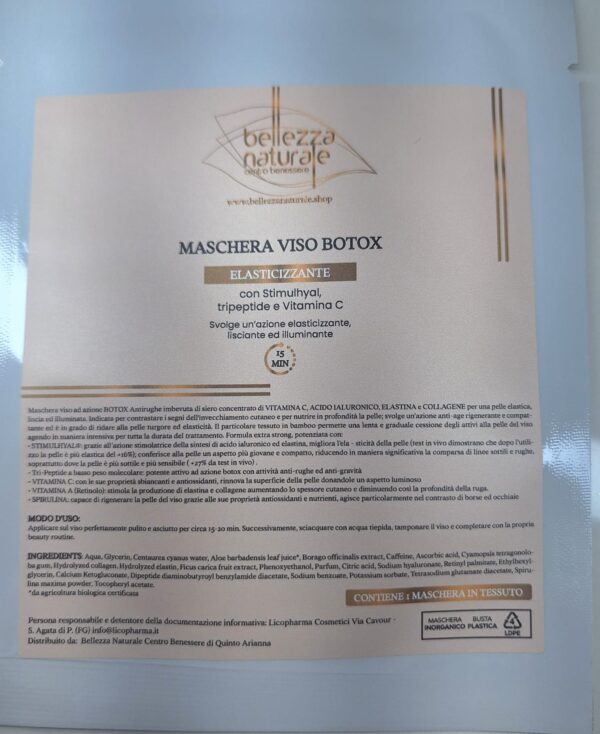 bellezza
naturale
centro benessere
www.bellezzanaturale.shop
MASCHERA VISO BOTOX
ELASTICIZZANTE
con Stimulhyal,
tripeptide e Vitamina C
Svolge un'azione elasticizzante,
lisciante ed illuminante
15
MIN
Maschera viso ad azione BOTOX Antirughe imbevuta di siero concentrato di VITAMINA C, ACIDO IALURONICO, ELASTINA e COLLAGENE per una pelle elastica,
liscia ed illuminata. Indicata per contrastare i segni dell'invecchiamento cutaneo e per nutrire in profondità la pelle; svolge un'azione anti-age rigenerante e compat-
tante ed è in grado di ridare alla pelle turgore ed elasticità. Il particolare tessuto in bamboo permette una lenta e graduale cessione degli attivi alla pelle del viso
agendo in maniera intensiva per tutta la durata del trattamento. Formula extra strong, potenziata con:
- STIMULHYAL®: grazie all'azione stimolatrice della sintesi di acido ialuronico ed elastina, migliora l'ela - sticità della pelle (test in vivo dimostrano che dopo l'utiliz-
zo la pelle è più elastica del +16%); conferisce alla pelle un aspetto più giovane e compatto, riducendo in maniera significativa la comparsa di linee sottili e rughe,
soprattutto dove la pelle è più sottile e più sensibile ( +27% da test in vivo) .
- Tri-Peptide a basso peso molecolare: potente attivo ad azione botox con attività anti-rughe ed anti-gravità
- VITAMINA C: con le sue proprietà sbiancanti e antiossidanti, rinnova la superficie della pelle donandole un aspetto luminoso
- VITAMINA A (Retinolo): stimola la produzione di elastina e collagene aumentando lo spessore cutaneo e diminuendo così la profondità della ruga.
- SPIRULINA: capace di rigenerare la pelle del viso grazie alle sue proprietà antiossidanti e nutrienti, agisce particolarmente nel contrasto di borse ed occhiaie
MODO D'USO:
Applicare sul viso perfettamente pulito e asciutto per circa 15-20 min. Successivamente, sciacquare con acqua tiepida, tamponare il viso e completare con la propria
beauty routine.
INGREDIENTS: Aqua, Glycerin, Centaurea cyanus water, Aloe barbadensis leaf juice*, Borago officinalis extract, Caffeine, Ascorbic acid, Cyamopsis tetragonolo-
ba gum, Hydrolyzed collagen, Hydrolyzed elastin, Ficus carica fruit extract, Phenoxyethanol, Parfum, Citric acid, Sodium hyaluronate, Retinyl palmitate, Ethylhexyl-
glycerin, Calcium Ketogluconate, Dipeptide diaminobutyroyl benzylamide diacetate, Sodium benzoate, Potassium sorbate, Tetrasodium glutamate diacetate, Spiru-
lina maxima powder, Tocopheryl acetate.
*da agricoltura biologica certificata
CONTIENE 1 MASCHERA IN TESSUTO
Persona responsabile e detentore della documentazione informativa: Licopharma Cosmetici Via Cavour -
S. Agata di P. (FG) info@licopharma.it
Distribuito da: Bellezza Naturale Centro Benessere di Quinto Arianna
MASCHERA BUSTA
INORGANICO PLASTICA
4
LDPE